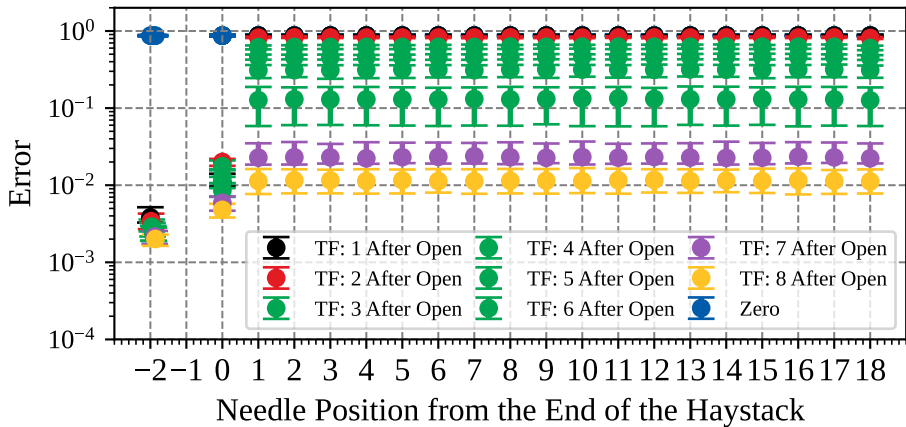 10⁰
10⁻¹
10⁻²
10⁻³
10⁻⁴
Error
TF: 1 After Open
TF: 2 After Open
TF: 3 After Open
TF: 4 After Open
TF: 5 After Open
TF: 6 After Open
TF: 7 After Open
TF: 8 After Open
Zero
−2 −1 0 1 2 3 4 5 6 7 8 9 10 11 12 13 14 15 16 17 18
Needle Position from the End of the Haystack